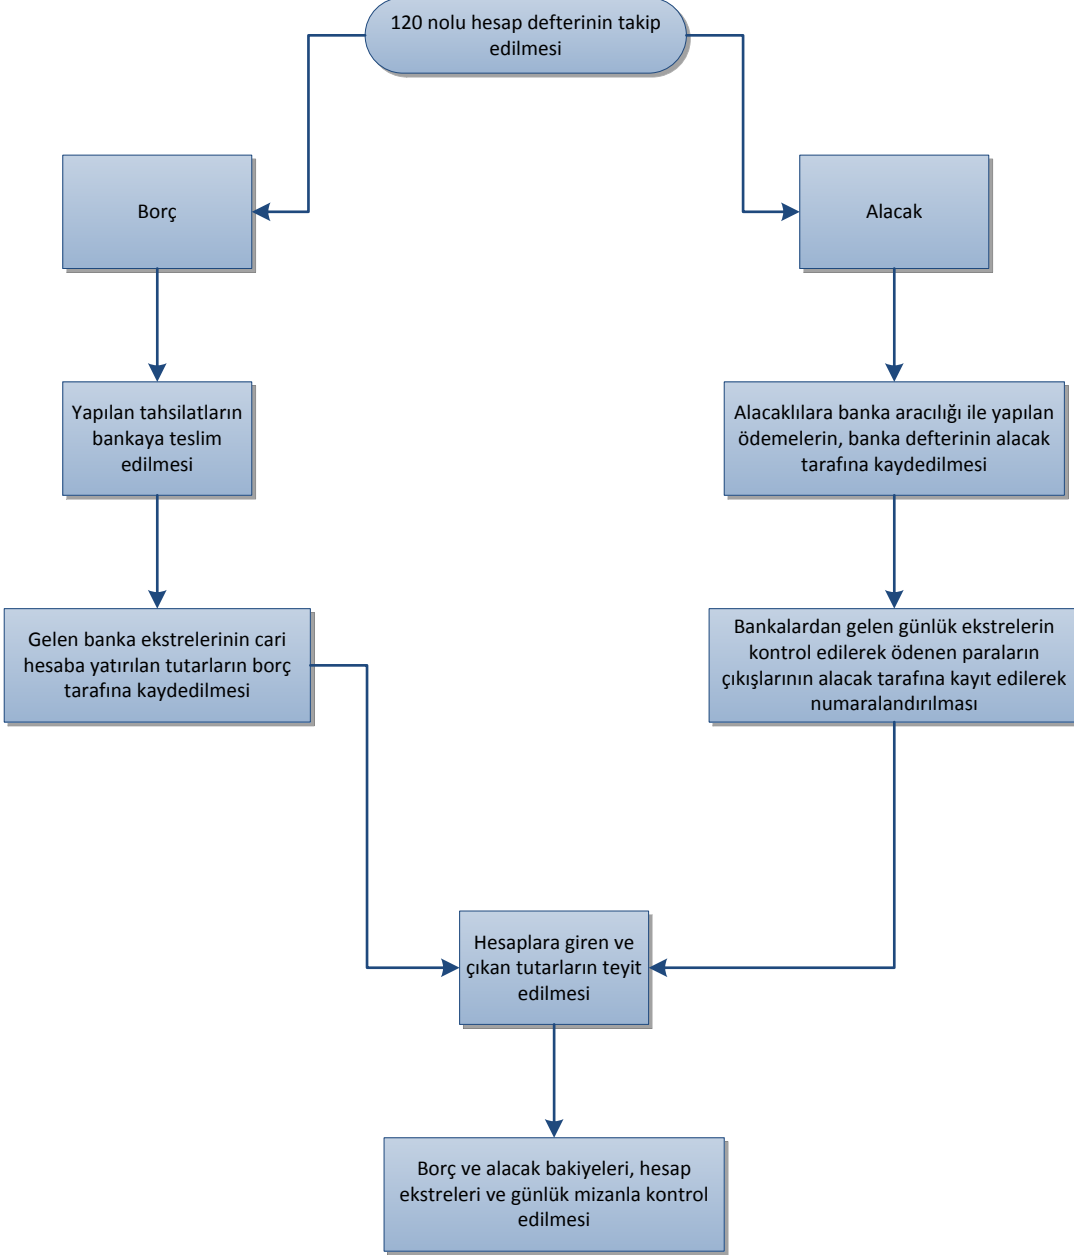 120 nolu hesap defterinin takip
edilmesi
Borç
Alacak
Yapılan tahsilatların
bankaya teslim
edilmesi
Alacaklılara banka aracılığı ile yapılan
ödemelerin, banka defterinin alacak
tarafına kaydedilmesi
Gelen banka ekstrelerinin cari
hesaba yatırılan tutarların borç
tarafına kaydedilmesi
Bankalardan gelen günlük ekstrelerin
kontrol edilerek ödenen paraların
çıkışlarının alacak tarafına kayıt edilerek
numaralandırılması
Hesaplara giren ve
çıkan tutarların teyit
edilmesi
Borç ve alacak bakiyeleri, hesap
ekstreleri ve günlük mizanla kontrol
edilmesi